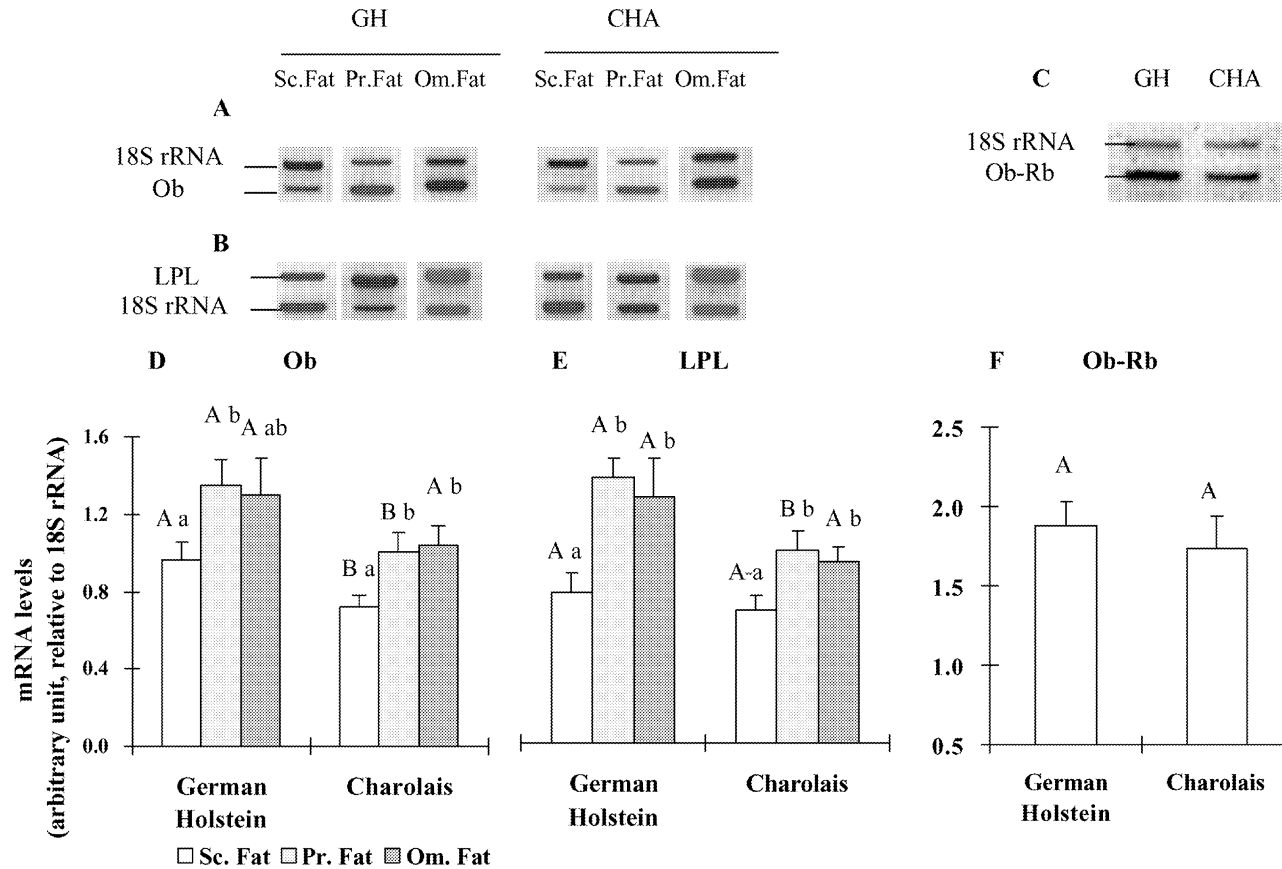 GH CHA
Sc.Fat Pr.Fat Om.Fat Sc.Fat Pr.Fat Om.Fat
A
18S rRNA
Ob
B
LPL
18S rRNA
C GH CHA
18S rRNA
Ob-Rb
D Ob
mRNA levels
(arbitrary unit, relative to 18S rRNA)
1.6
1.2
0.8
0.4
0.0
A a
A b
A ab
B a
B b
A b
German
Holstein
Charolais
E LPL
A a
A b
A b
A-a
B b
A b
German
Holstein
Charolais
F Ob-Rb
2.5
2.0
1.5
1.0
0.5
A
A
German
Holstein
Charolais
Sc. Fat Pr. Fat Om. Fat